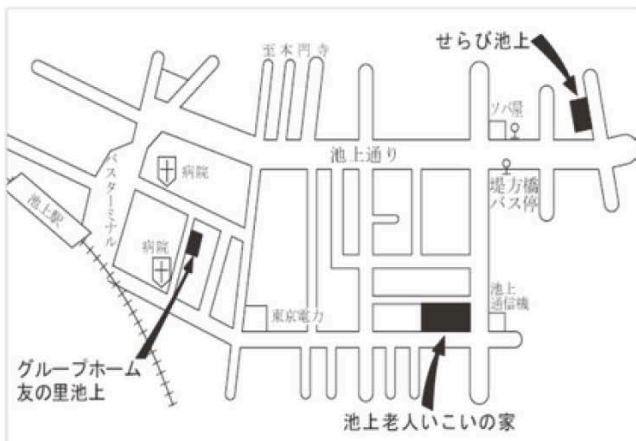 せらび池上
至本門寺
ソバ屋
池上通り
堤方橋
バス停
病院
バスターミナル
池上駅
病院
東京電力
池上
通信機
グループホーム
友の里池上
池上老人いこいの家